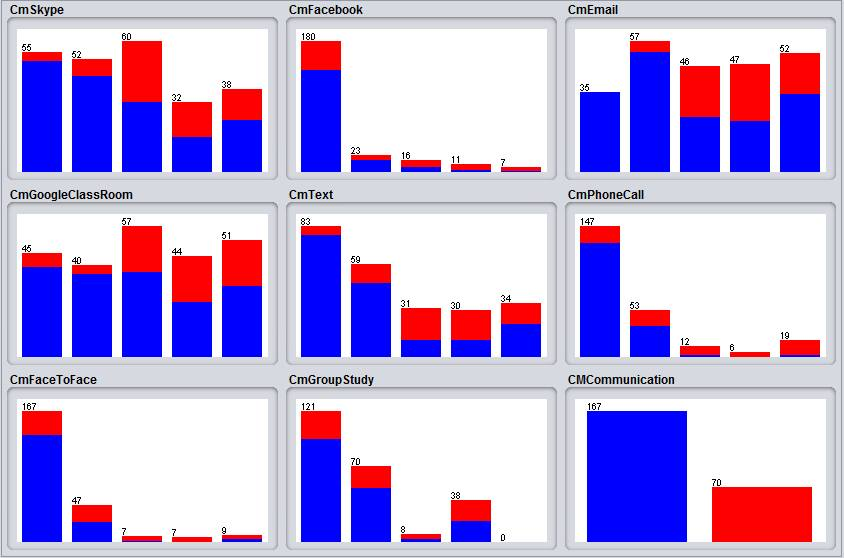 CmSkype
55 52 60 32 38
CmFacebook
180 23 16 11 7
CmEmail
35 57 46 47 52
CmGoogleClassRoom
45 40 57 44 51
CmText
83 59 31 30 34
CmPhoneCall
147 53 12 6 19
CmFaceToFace
167 47 7 7 9
CmGroupStudy
121 70 8 38 0
CMCommunication
167 70